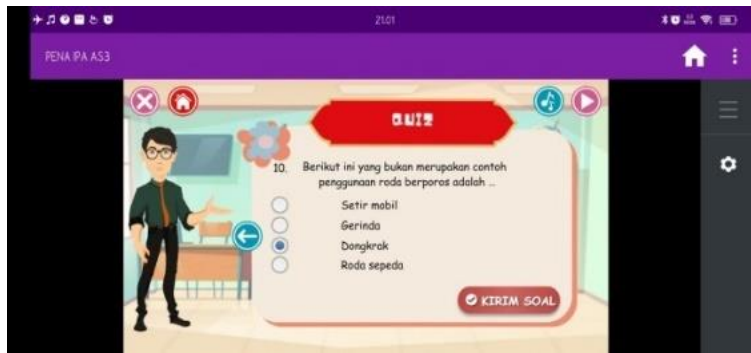 21.01
PENA IPA AS3
QUIZ
10. Berikut ini yang bukan merupakan contoh
penggunaan roda berporos adalah ...
Setir mobil
Gerinda
Dongkrak
Roda sepeda
KIRIM SOAL